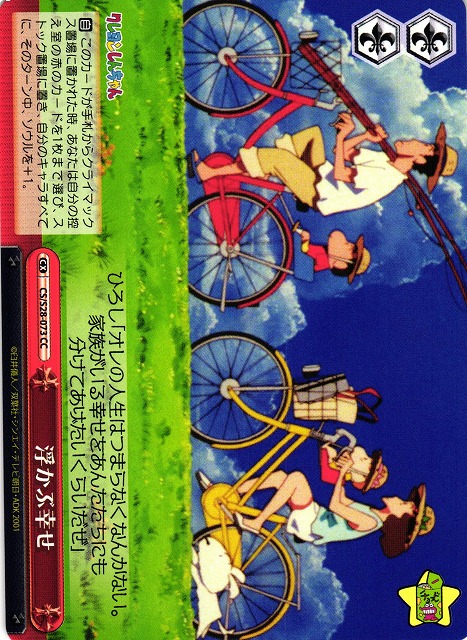 クレヨンしんちゃん
自 このカードが手札からクライマック
ス置場に置かれた時、あなたは自分の控
え室の赤のカードを1枚まで選び、ス
トック置場に置き、自分のキャラすべて
に、そのターン中、ソウルを＋1。
ひろし「オレの人生はつまらなくなんかない。
家族がいる幸せをあんたたちにも
分けてあげたいくらいだぜ」
CX CS/S28-073 CC
浮かぶ幸せ
©臼井儀人／双葉社・シンエイ・テレビ朝日・ADK 2001
チョコビ